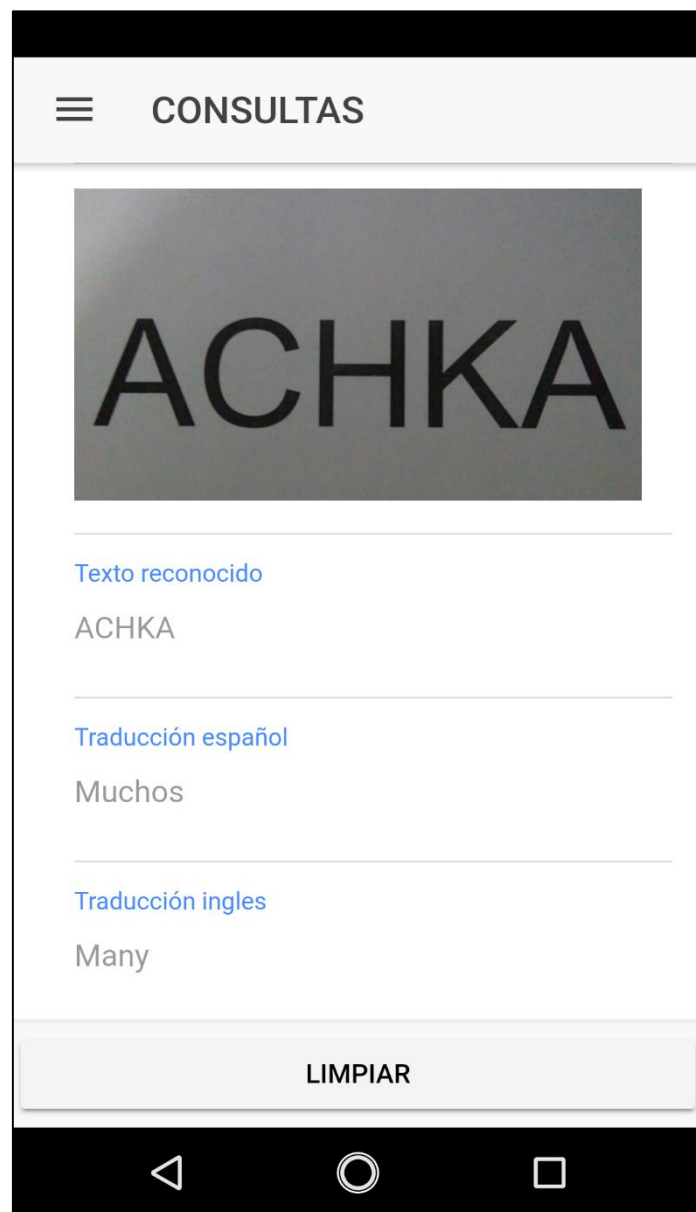 CONSULTAS
ACHKA
Texto reconocido
ACHKA
Traducción español
Muchos
Traducción ingles
Many
LIMPIAR